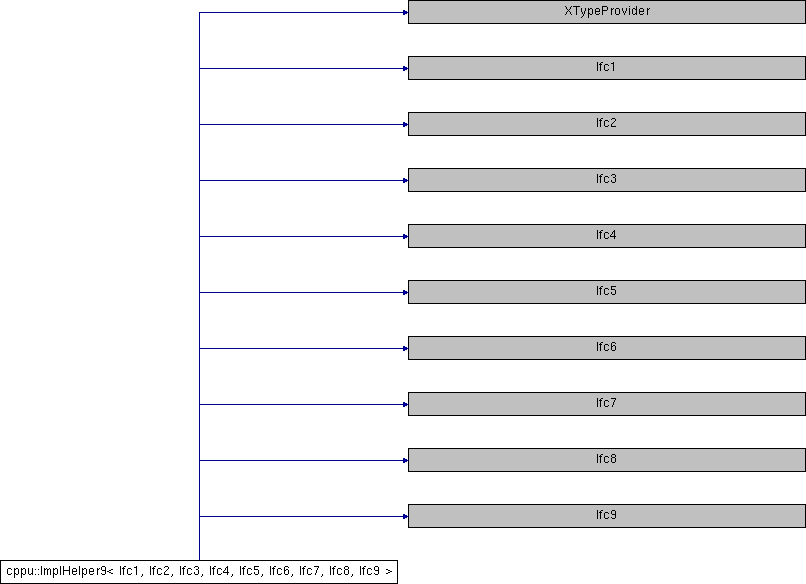 XTypeProvider
Ifc1
Ifc2
Ifc3
Ifc4
Ifc5
Ifc6
Ifc7
Ifc8
Ifc9
cppu::ImplHelper9< Ifc1, Ifc2, Ifc3, Ifc4, Ifc5, Ifc6, Ifc7, Ifc8, Ifc9 >